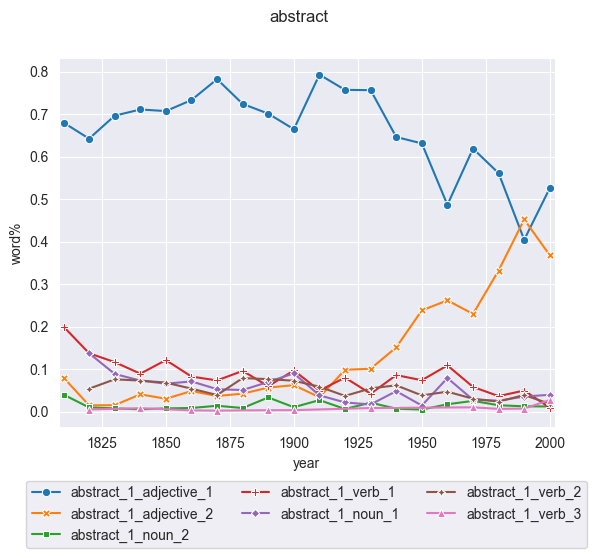 abstract
0.8
0.7
0.6
0.5
0.4
0.3
0.2
0.1
0.0
word%
1825 1850 1875 1900 1925 1950 1975 2000
year
abstract_1_adjective_1 abstract_1_verb_1 abstract_1_verb_2
abstract_1_adjective_2 abstract_1_noun_1 abstract_1_verb_3
abstract_1_noun_2